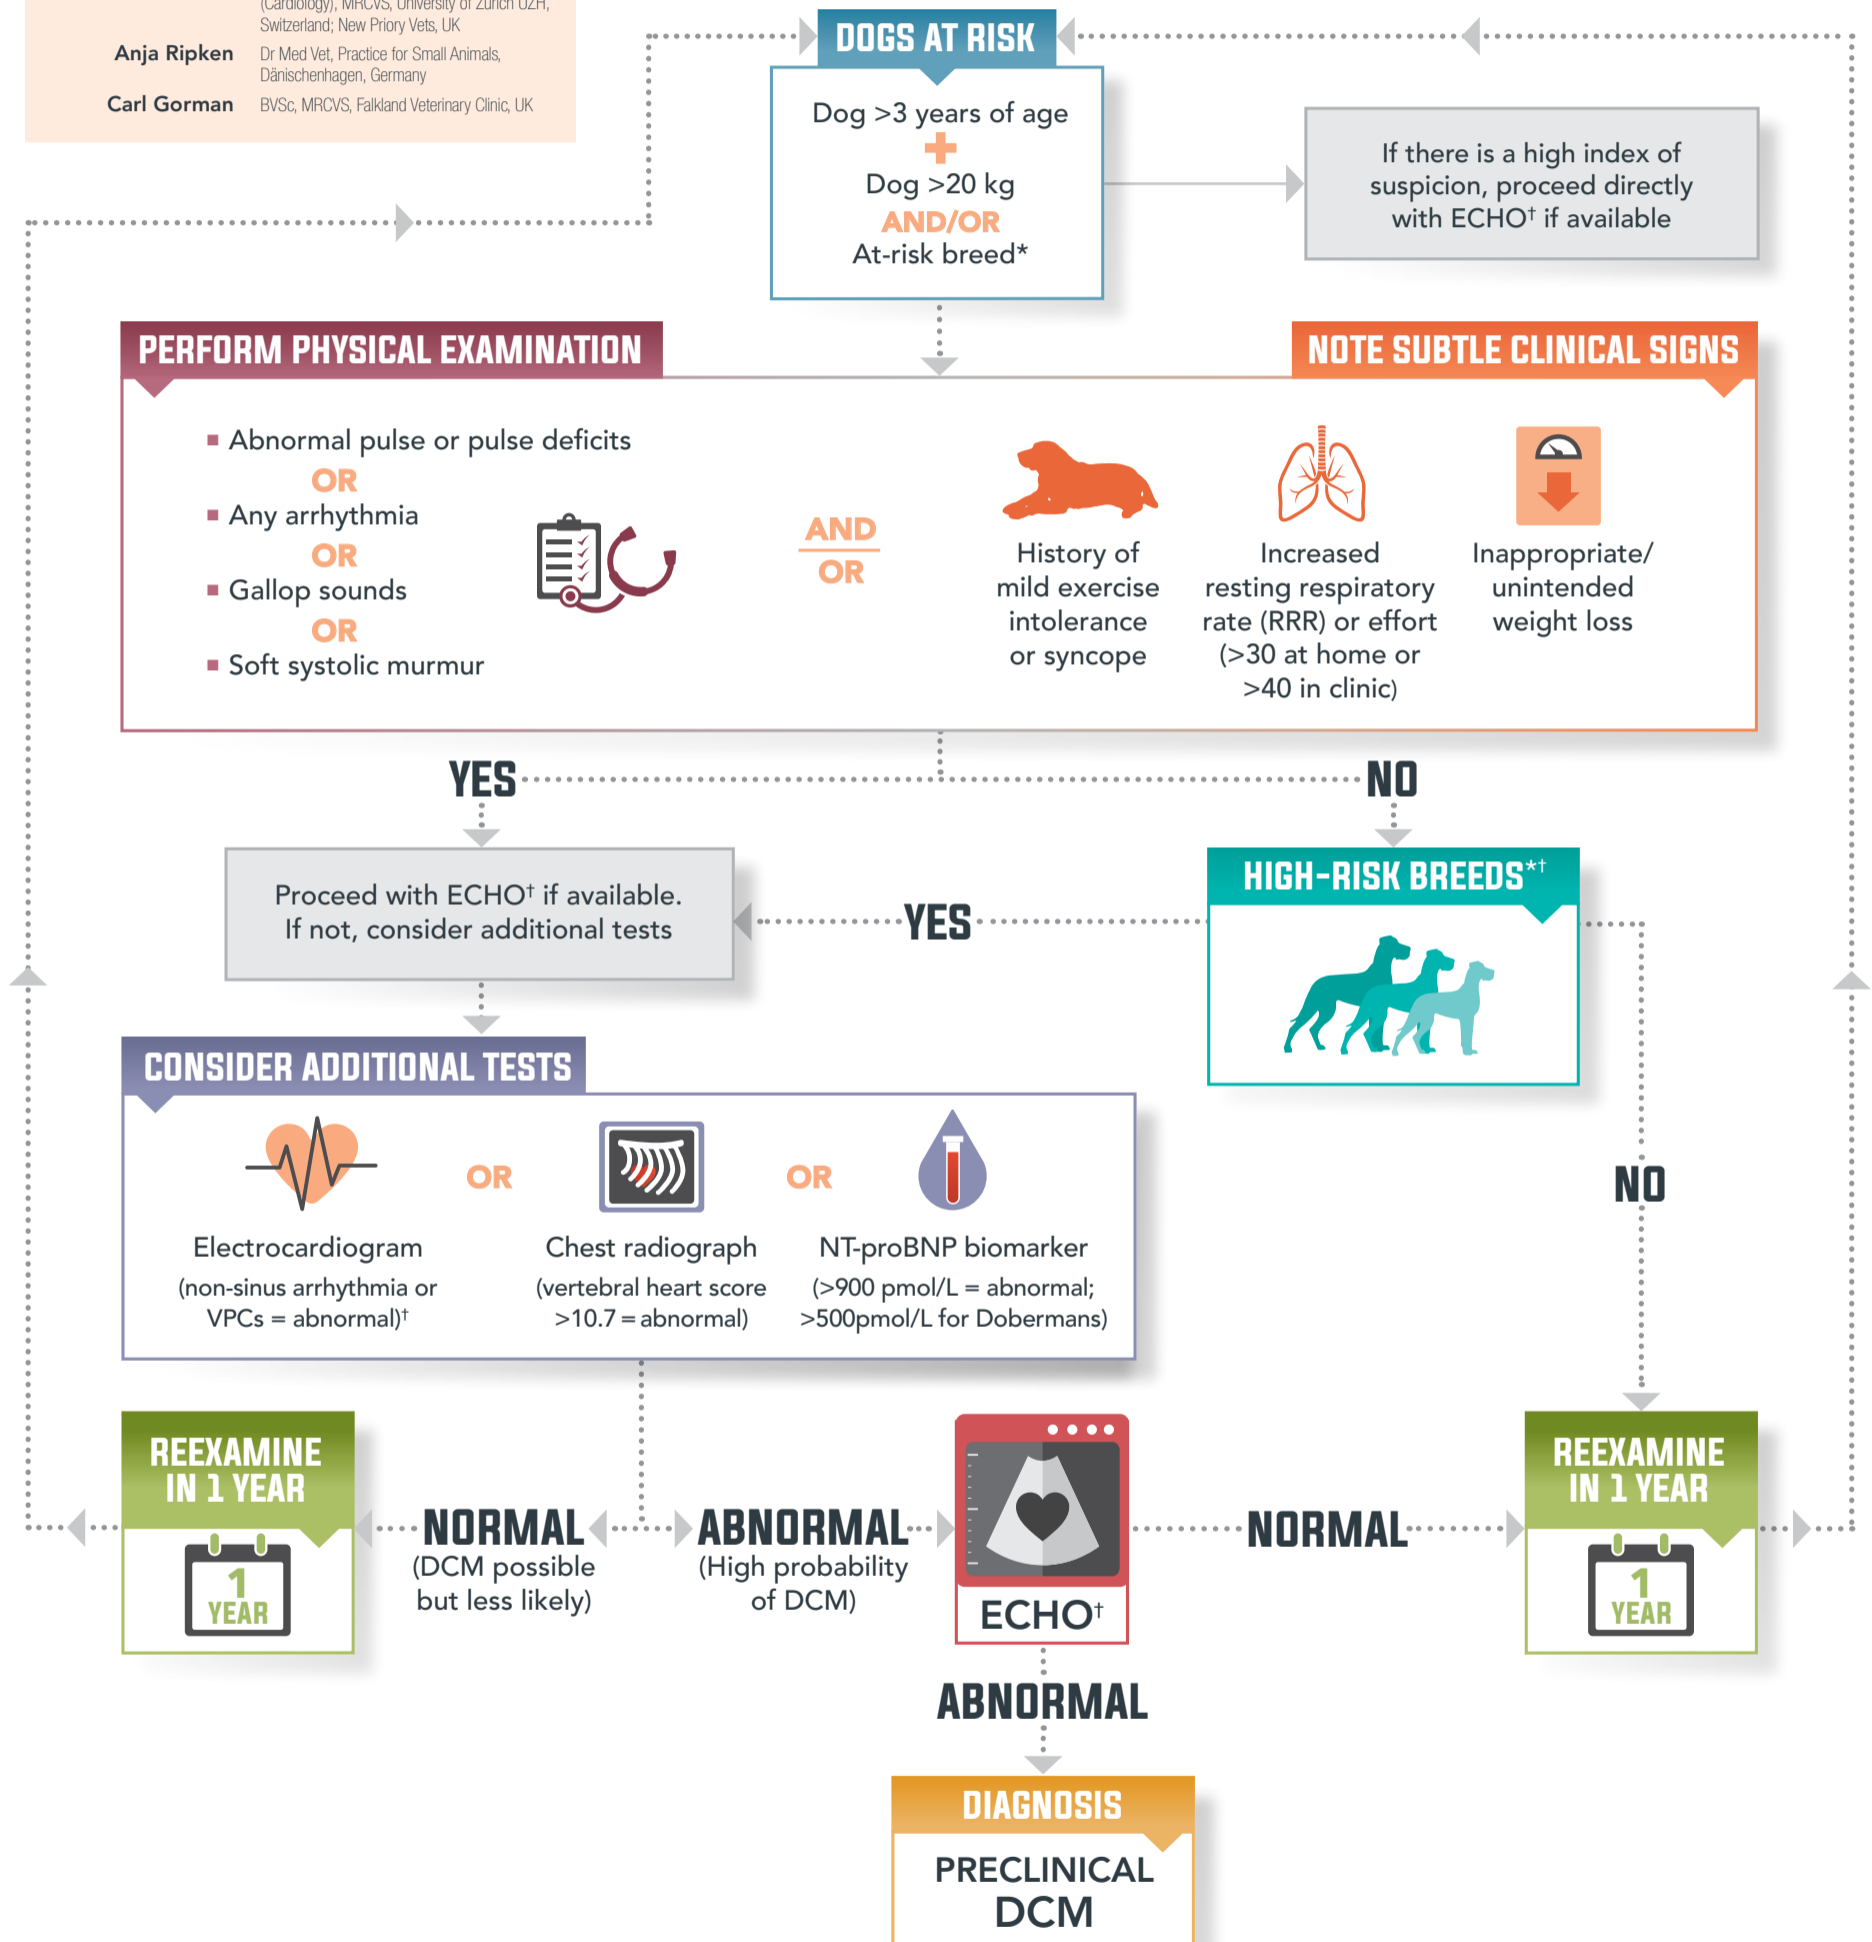 (Cardiology), MRCVS, University of Zurich UZH,
Switzerland; New Priory Vets, UK
Anja Ripken Dr Med Vet, Practice for Small Animals,
Dänischenhagen, Germany
Carl Gorman BVSc, MRCVS, Falkland Veterinary Clinic, UK
DOGS AT RISK
Dog >3 years of age
+
Dog >20 kg
AND/OR
At-risk breed*
If there is a high index of
suspicion, proceed directly
with ECHO† if available
PERFORM PHYSICAL EXAMINATION
NOTE SUBTLE CLINICAL SIGNS
Abnormal pulse or pulse deficits
OR
Any arrhythmia
OR
Gallop sounds
OR
Soft systolic murmur
AND
OR
History of
mild exercise
intolerance
or syncope
Increased
resting respiratory
rate (RRR) or effort
(>30 at home or
>40 in clinic)
Inappropriate/
unintended
weight loss
YES
NO
Proceed with ECHO† if available.
If not, consider additional tests
YES
HIGH-RISK BREEDS*†
NO
CONSIDER ADDITIONAL TESTS
Electrocardiogram
(non-sinus arrhythmia or
VPCs = abnormal)†
OR
Chest radiograph
(vertebral heart score
>10.7 = abnormal)
OR
NT-proBNP biomarker
(>900 pmol/L = abnormal;
>500pmol/L for Dobermans)
REEXAMINE
IN 1 YEAR
1
YEAR
NORMAL
(DCM possible
but less likely)
ABNORMAL
(High probability
of DCM)
ECHO†
NORMAL
REEXAMINE
IN 1 YEAR
1
YEAR
ABNORMAL
DIAGNOSIS
PRECLINICAL
DCM